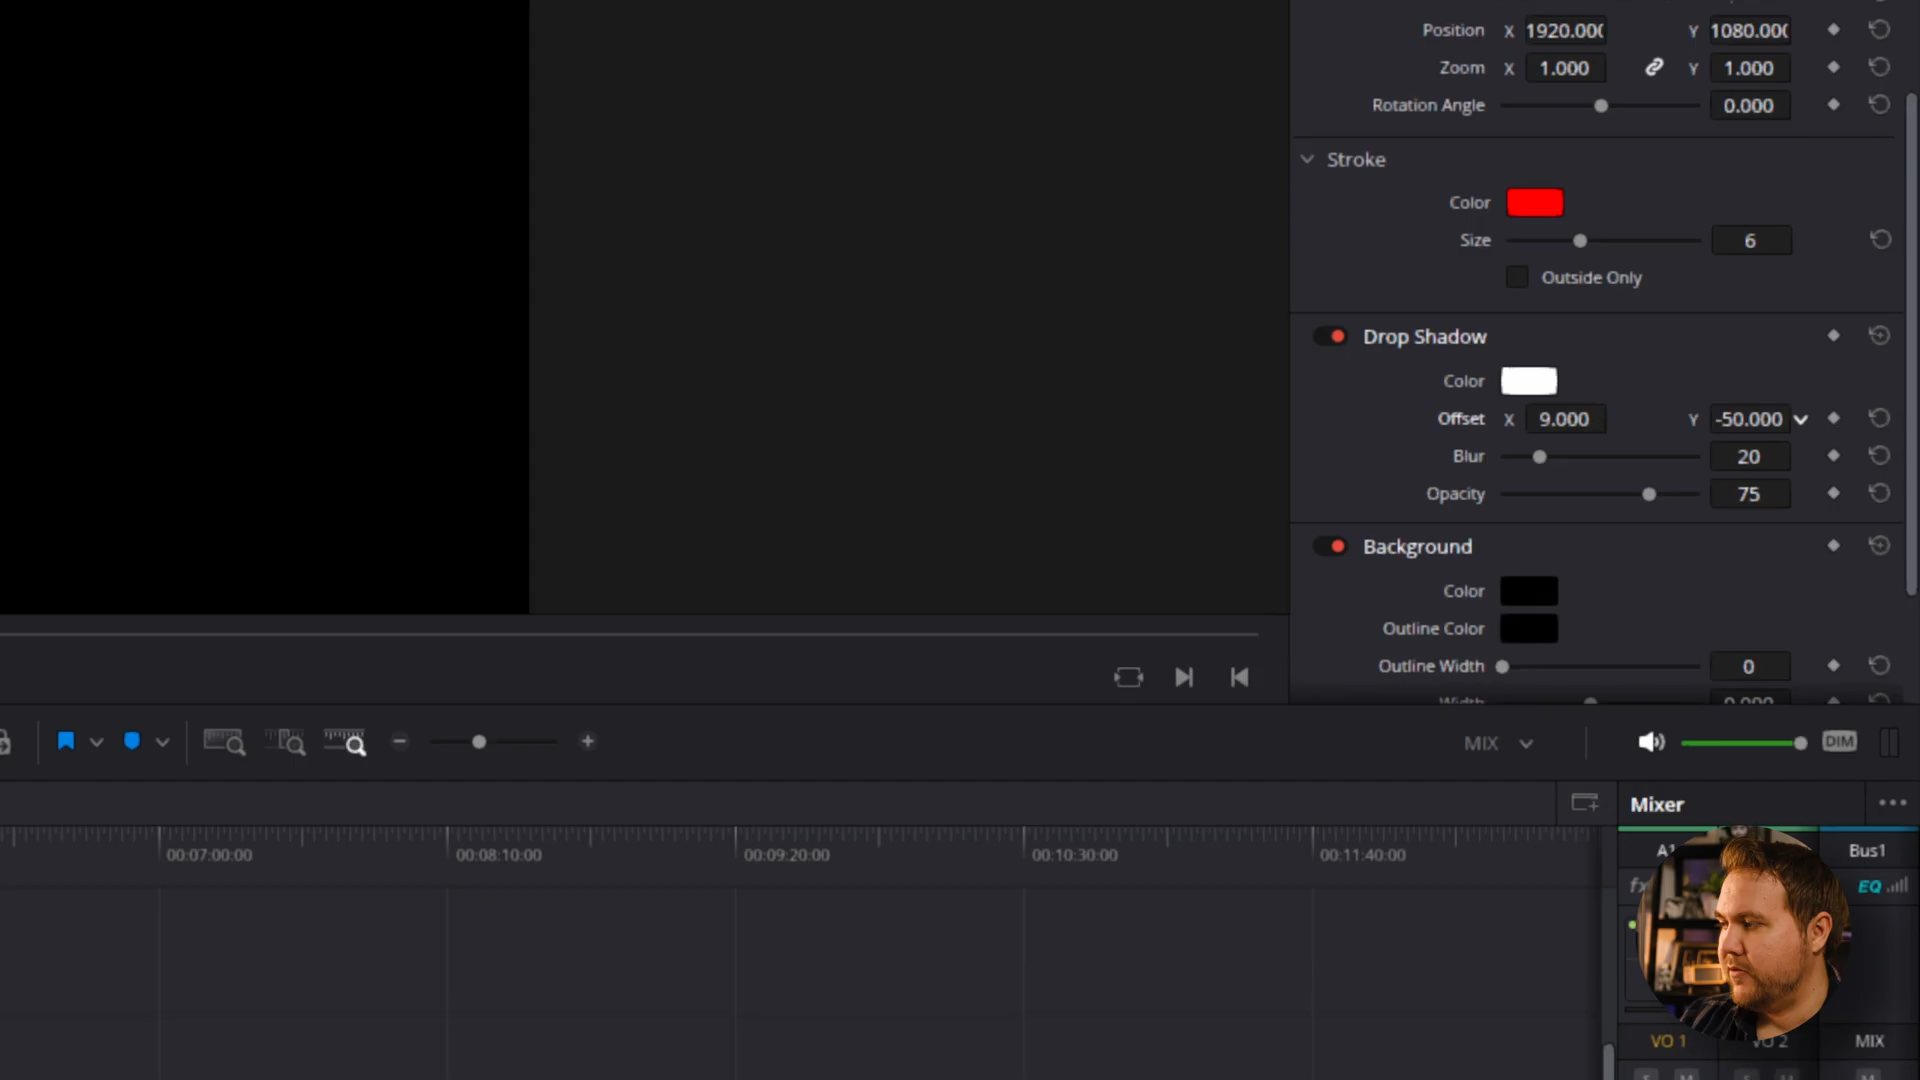 Position X 1920.000 Y 1080.000
Zoom X 1.000 Y 1.000
Rotation Angle 0.000
Stroke
Color
Size 6
Outside Only
Drop Shadow
Color
Offset X 9.000 Y -50.000
Blur 20
Opacity 75
Background
Color
Outline Color
Outline Width 0
Width 0.000
MIX
DIM
Mixer
00:07:00:00 00:08:10:00 00:09:20:00 00:10:30:00 00:11:40:00
A1 Bus1
fx EQ
VO 1 VO 2 MIX